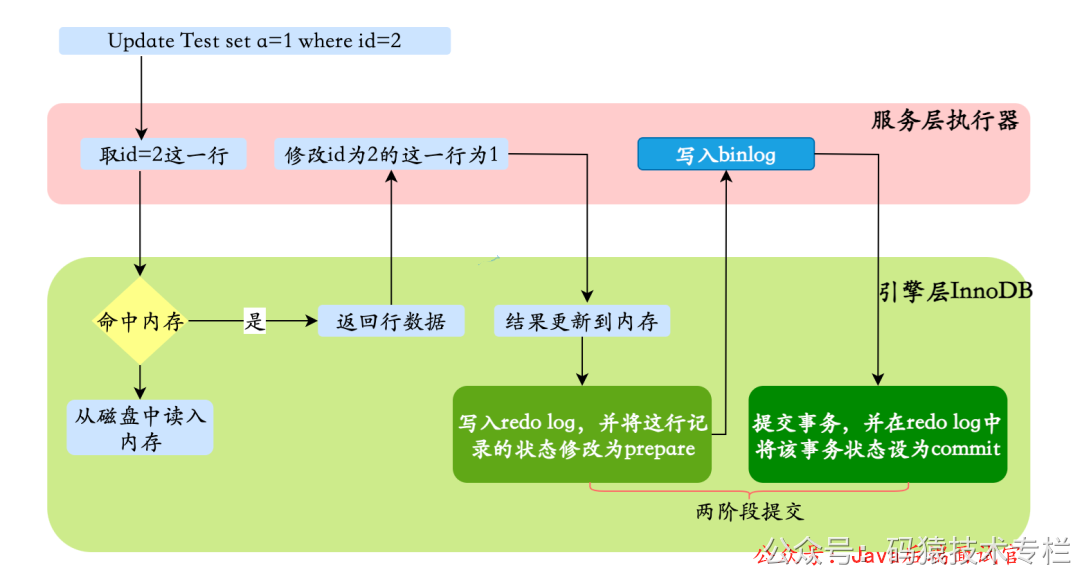 Update Test set a=1 where id=2
服务层执行器
取id=2这一行
修改id为2的这一行为1
写入binlog
引擎层InnoDB
命中内存
是
返回行数据
结果更新到内存
从磁盘中读入
内存
写入redo log，并将这行记
录的状态修改为prepare
提交事务，并在redo log中
将该事务状态设为commit
两阶段提交
公众号：码猿技术专栏
公众号：Java
面试官